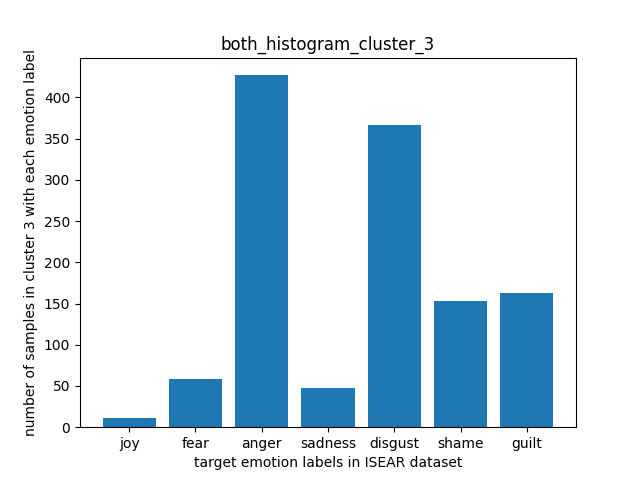 both_histogram_cluster_3
number of samples in cluster 3 with each emotion label
400
350
300
250
200
150
100
50
0
joy fear anger sadness disgust shame guilt
target emotion labels in ISEAR dataset